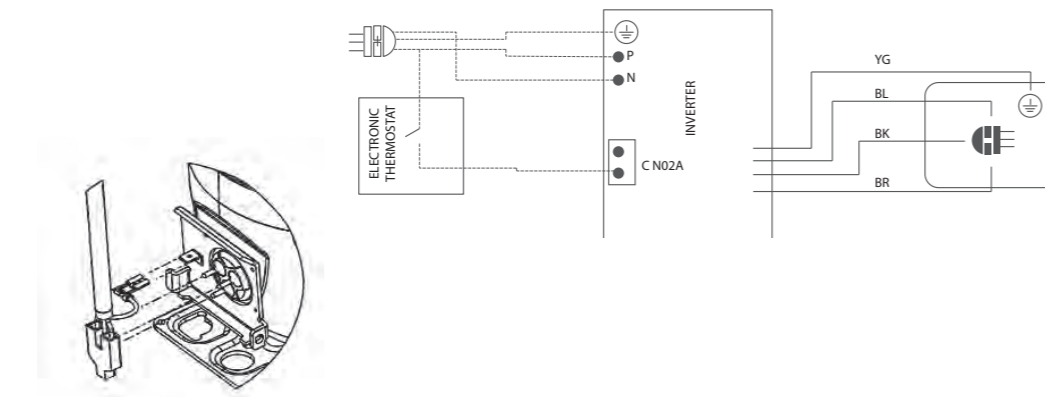 P
N
ELECTRONIC
THERMOSTAT
C N02A
INVERTER
YG
BL
BK
BR